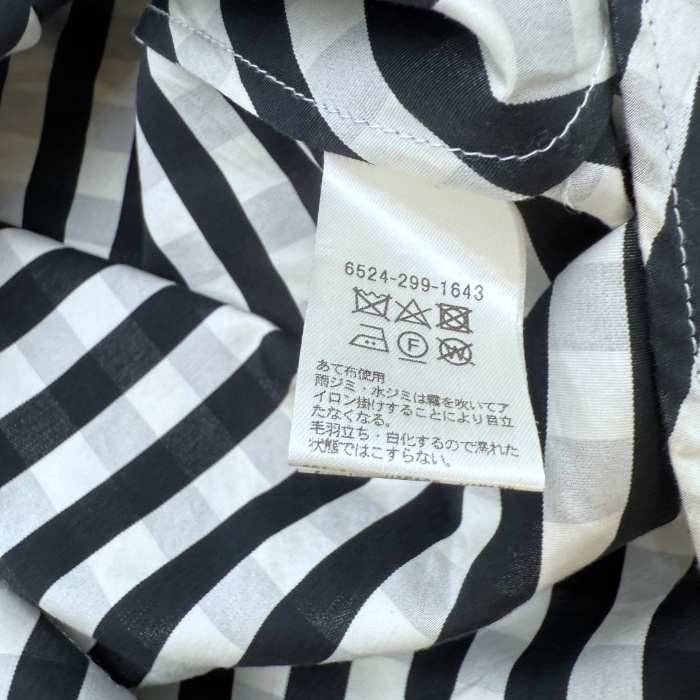 6524-299-1643
F
W
あて布使用
雨ジミ・水ジミは霧を吹いてア
イロン掛けすることにより目立
たなくなる。
毛羽立ち・白化するので濡れた
状態ではこすらない。